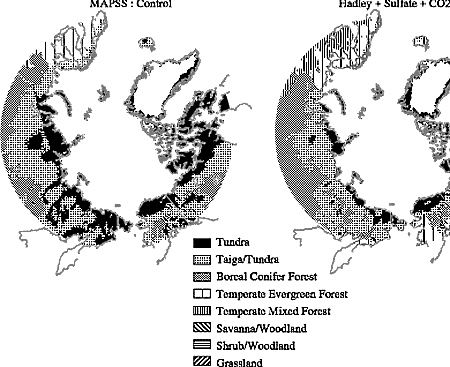 MAPSS : Control
Hadley + Sulfate + CO2
Tundra
Taiga/Tundra
Boreal Conifer Forest
Temperate Evergreen Forest
Temperate Mixed Forest
Savanna/Woodland
Shrub/Woodland
Grassland